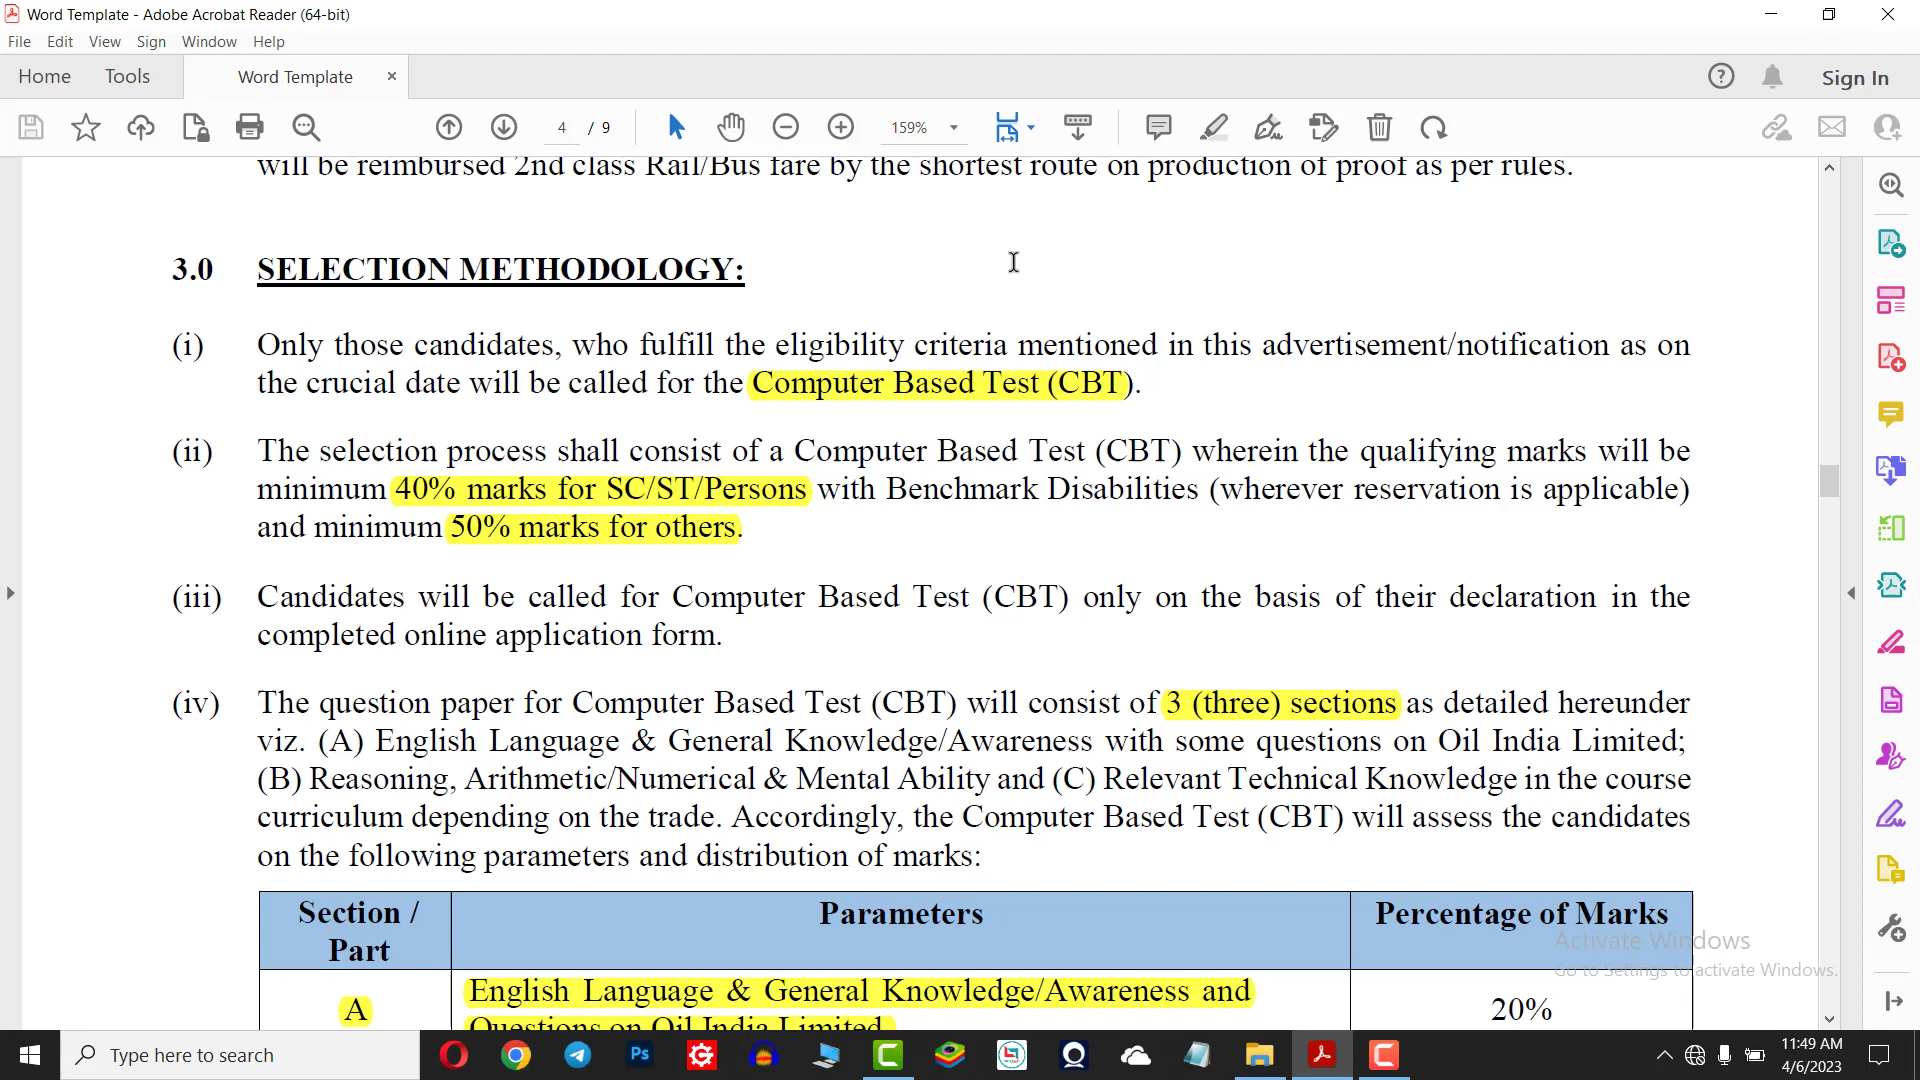 Word Template - Adobe Acrobat Reader (64-bit)
File Edit View Sign Window Help
Home Tools Word Template × Sign In
4 / 9 159%
will be reimbursed 2nd class Rail/Bus fare by the shortest route on production of proof as per rules.
3.0 SELECTION METHODOLOGY:
(i) Only those candidates, who fulfill the eligibility criteria mentioned in this advertisement/notification as on
the crucial date will be called for the Computer Based Test (CBT).
(ii) The selection process shall consist of a Computer Based Test (CBT) wherein the qualifying marks will be
minimum 40% marks for SC/ST/Persons with Benchmark Disabilities (wherever reservation is applicable)
and minimum 50% marks for others.
(iii) Candidates will be called for Computer Based Test (CBT) only on the basis of their declaration in the
completed online application form.
(iv) The question paper for Computer Based Test (CBT) will consist of 3 (three) sections as detailed hereunder
viz. (A) English Language & General Knowledge/Awareness with some questions on Oil India Limited;
(B) Reasoning, Arithmetic/Numerical & Mental Ability and (C) Relevant Technical Knowledge in the course
curriculum depending on the trade. Accordingly, the Computer Based Test (CBT) will assess the candidates
on the following parameters and distribution of marks:
Section / Parameters Percentage of Marks
Part
Activate Windows
Go to Settings to activate Windows.
English Language & General Knowledge/Awareness and
A 20%
Questions on Oil India Limited
Type here to search
Ps
11:49 AM
4/6/2023